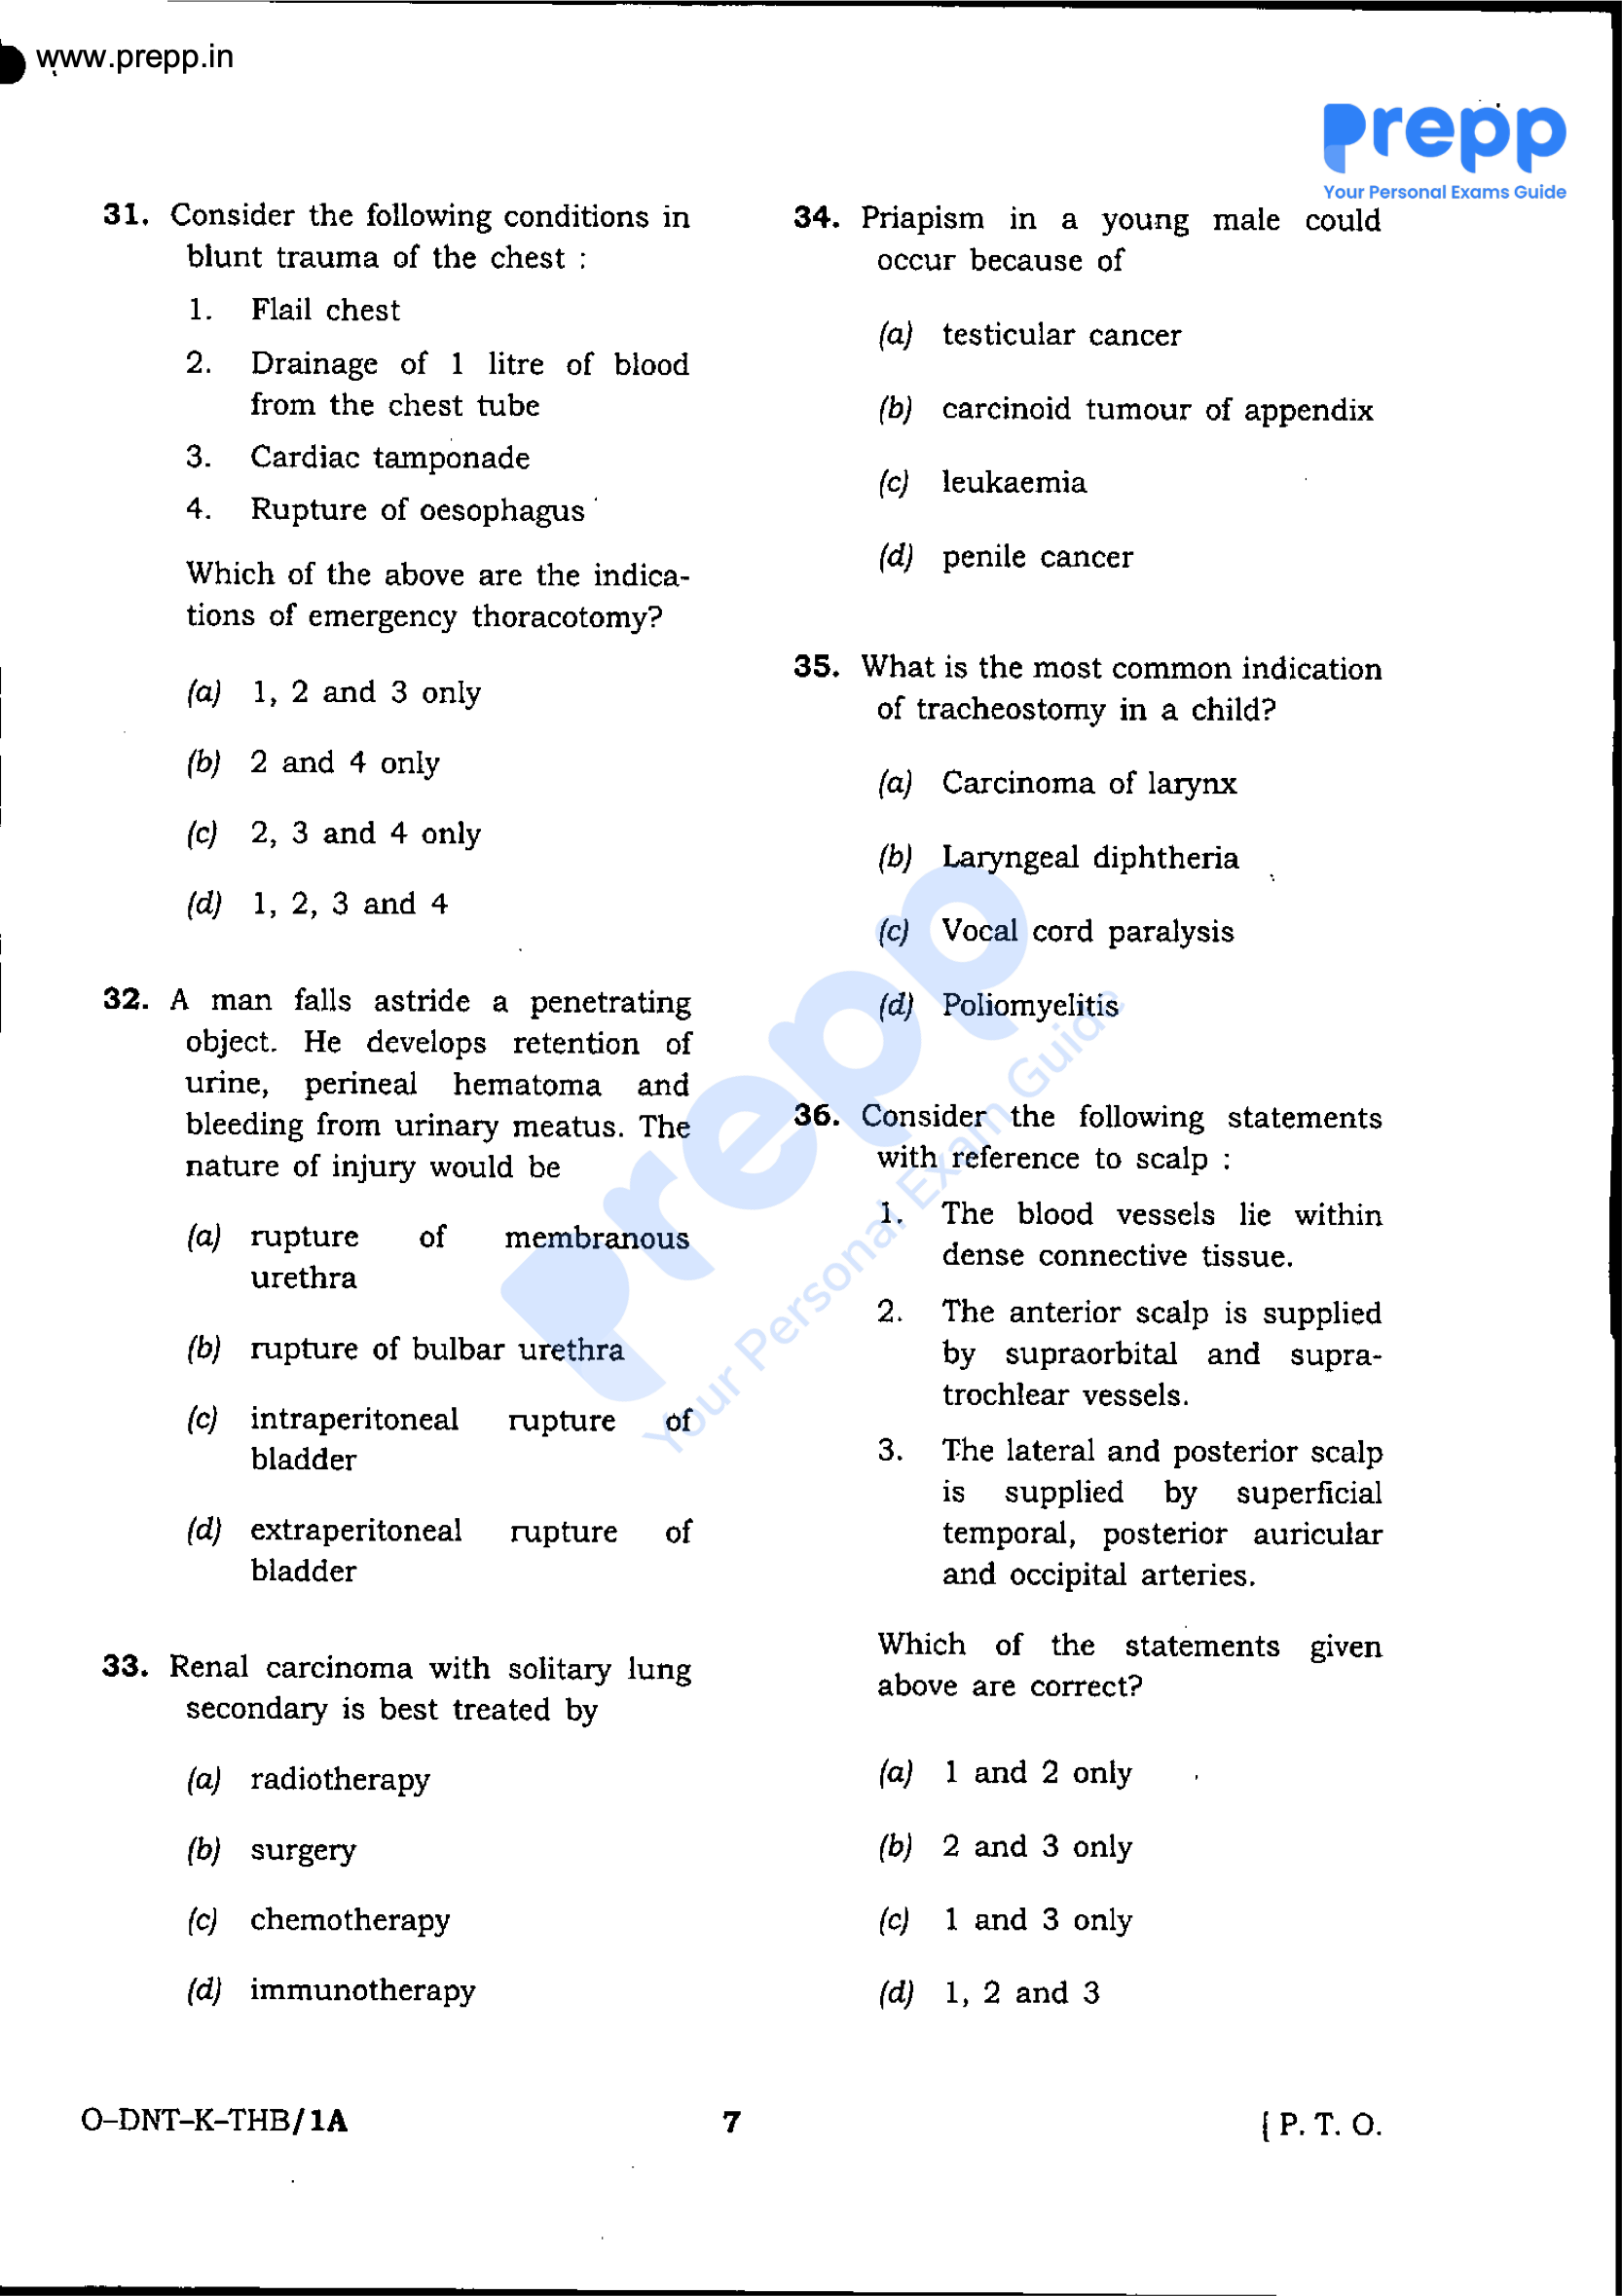 www.prepp.in
prepp
Your Personal Exams Guide
31. Consider the following conditions in
blunt trauma of the chest :
1. Flail chest
2. Drainage of 1 litre of blood
from the chest tube
3. Cardiac tamponade
4. Rupture of oesophagus
Which of the above are the indica-
tions of emergency thoracotomy?
(a) 1, 2 and 3 only
(b) 2 and 4 only
(c) 2, 3 and 4 only
(d) 1, 2, 3 and 4
32. A man falls astride a penetrating
object. He develops retention of
urine, perineal hematoma and
bleeding from urinary meatus. The
nature of injury would be
(a) rupture of membranous
urethra
(b) rupture of bulbar urethra
(c) intraperitoneal rupture of
bladder
(d) extraperitoneal rupture of
bladder
33. Renal carcinoma with solitary lung
secondary is best treated by
(a) radiotherapy
(b) surgery
(c) chemotherapy
(d) immunotherapy
34. Priapism in a young male could
occur because of
(a) testicular cancer
(b) carcinoid tumour of appendix
(c) leukaemia
(d) penile cancer
35. What is the most common indication
of tracheostomy in a child?
(a) Carcinoma of larynx
(b) Laryngeal diphtheria
(c) Vocal cord paralysis
(d) Poliomyelitis
36. Consider the following statements
with reference to scalp :
1. The blood vessels lie within
dense connective tissue.
2. The anterior scalp is supplied
by supraorbital and supra-
trochlear vessels.
3. The lateral and posterior scalp
is supplied by superficial
temporal, posterior auricular
and occipital arteries.
Which of the statements given
above are correct?
(a) 1 and 2 only
(b) 2 and 3 only
(c) 1 and 3 only
(d) 1, 2 and 3
prepp
Your Personal Exam Guide
O–DNT–K–THB/1A
7
[ P. T. O.